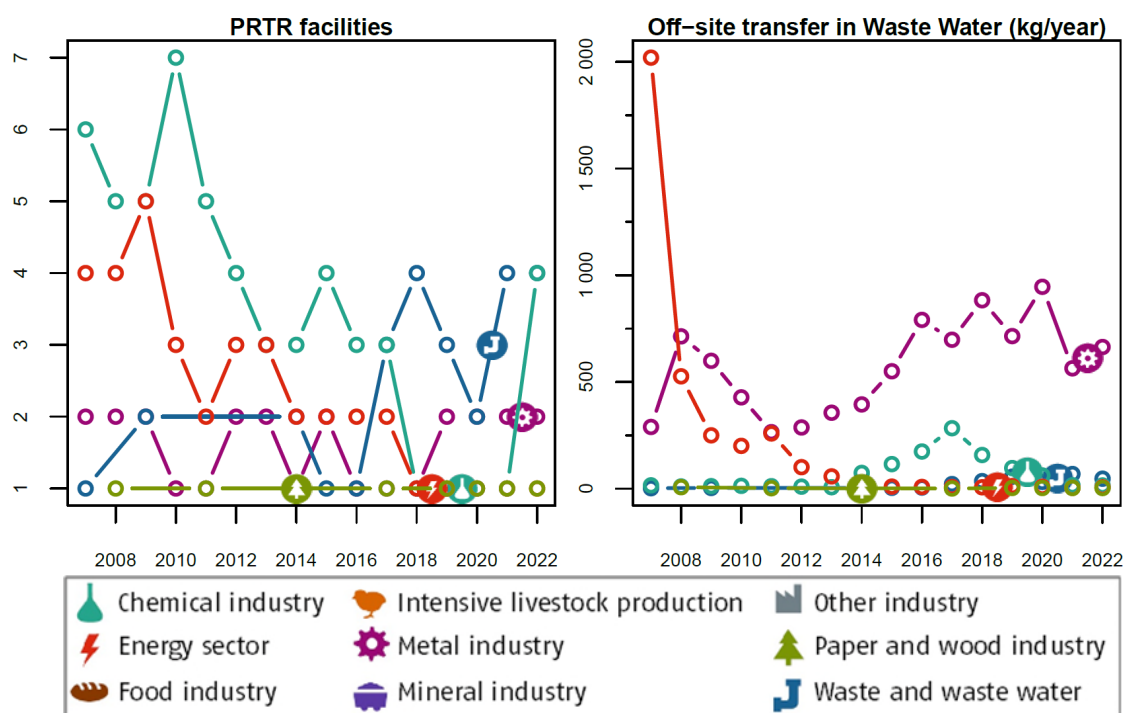 PRTR facilities
Off−site transfer in Waste Water (kg/year)
7
6
5
4
3
2
1
2008 2010 2012 2014 2016 2018 2020 2022
2 000
1 500
1 000
500
0
2008 2010 2012 2014 2016 2018 2020 2022
Chemical industry Intensive livestock production Other industry
Energy sector Metal industry Paper and wood industry
Food industry Mineral industry Waste and waste water